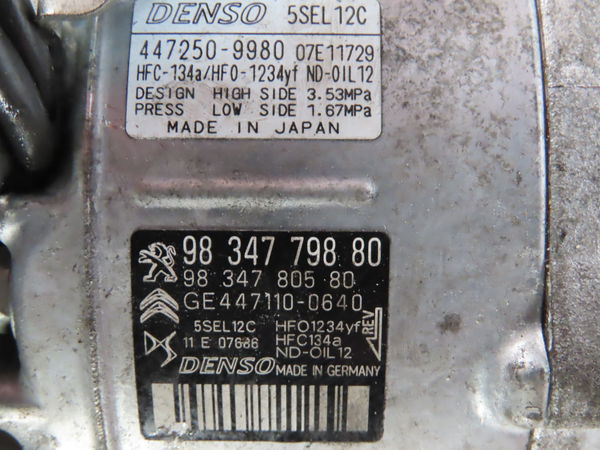 DENSO 5SEL12C
447250-9980 07E11729
HFC-134a/HFO-1234yf ND-OIL12
DESIGN HIGH SIDE 3.53MPa
PRESS LOW SIDE 1.67MPa
MADE IN JAPAN
98 347 798 80
98 347 805 80
GE447110-0640
5SEL12C HFO1234yf
11 E 07686 HFC134a
ND-OIL 12
REV
DENSO MADE IN GERMANY